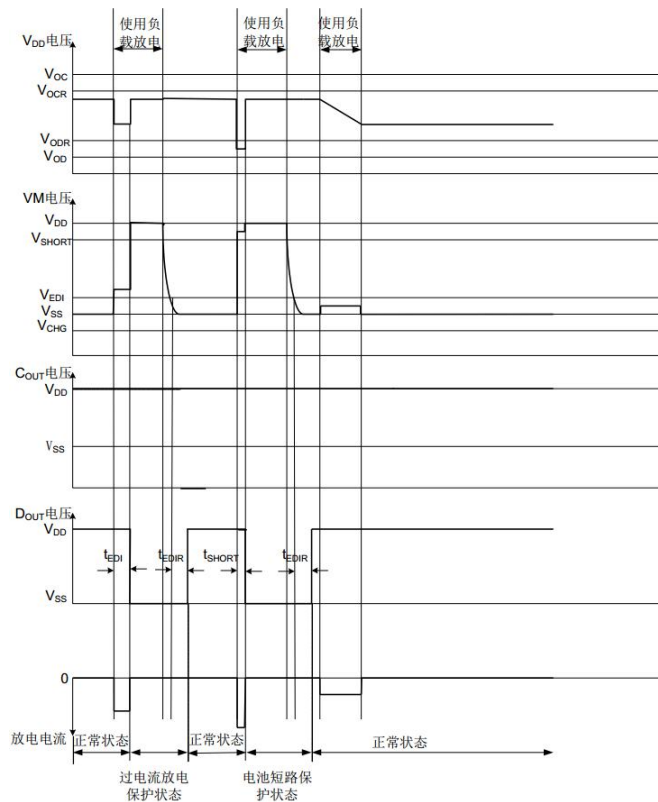 使用负
载放电
使用负
载放电
使用负
载放电
VDD电压
VOC
VOCR
VODR
VOD
VM电压
VDD
VSHORT
VEDI
VSS
VCHG
COUT电压
VDD
VSS
DOUT电压
VDD
tEDI
tEDIR
tSHORT
tEDIR
VSS
0
放电电流
正常状态
正常状态
正常状态
过电流放电
保护状态
电池短路保
护状态